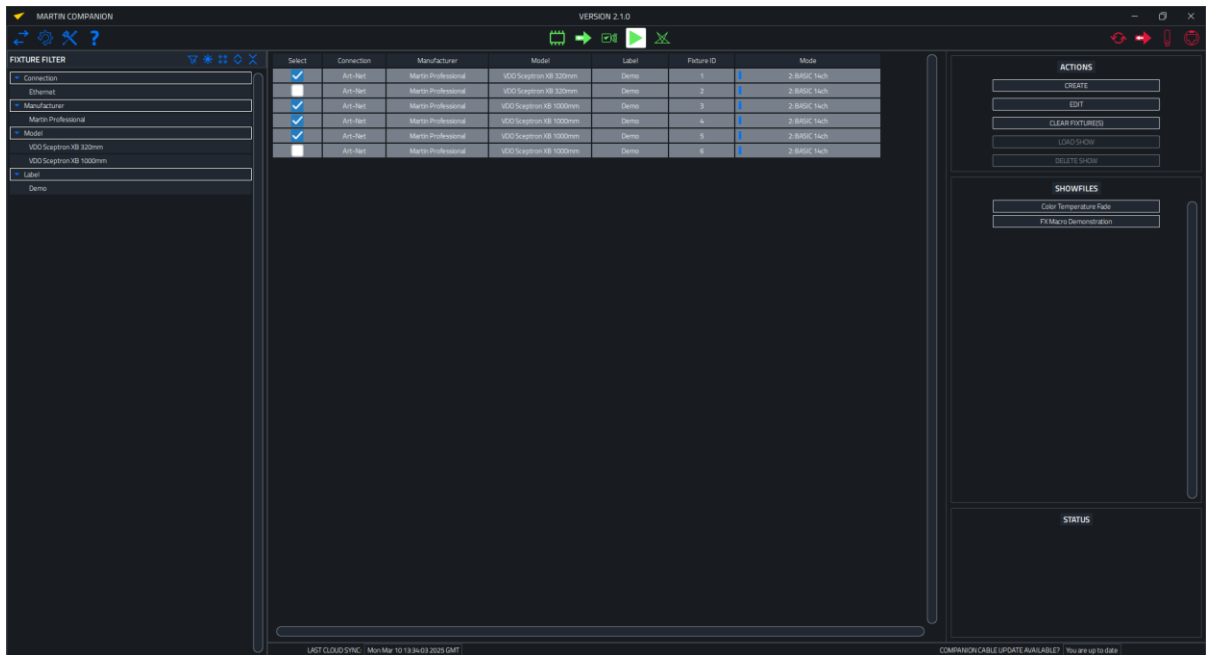 MARTIN COMPANION VERSION 2.1.0
?
FIXTURE FILTER
Connection
Ethernet
Manufacturer
Martin Professional
Model
VDO Sceptron XB 320mm
VDO Sceptron XB 1000mm
Label
Demo
Select Connection Manufacturer Model Label Fixture ID Mode
Art-Net Martin Professional VDO Sceptron XB 320mm Demo 1 2: BASIC 14ch
Art-Net Martin Professional VDO Sceptron XB 320mm Demo 2 2: BASIC 14ch
Art-Net Martin Professional VDO Sceptron XB 1000mm Demo 3 2: BASIC 14ch
Art-Net Martin Professional VDO Sceptron XB 1000mm Demo 4 2: BASIC 14ch
Art-Net Martin Professional VDO Sceptron XB 1000mm Demo 5 2: BASIC 14ch
Art-Net Martin Professional VDO Sceptron XB 1000mm Demo 6 2: BASIC 14ch
ACTIONS
CREATE
EDIT
CLEAR FIXTURE(S)
LOAD SHOW
DELETE SHOW
SHOWFILES
Color Temperature Fade
FX Macro Demonstration
STATUS
LAST CLOUD SYNC: Mon Mar 10 13:34:03 2025 GMT COMPANION CABLE UPDATE AVAILABLE? You are up to date